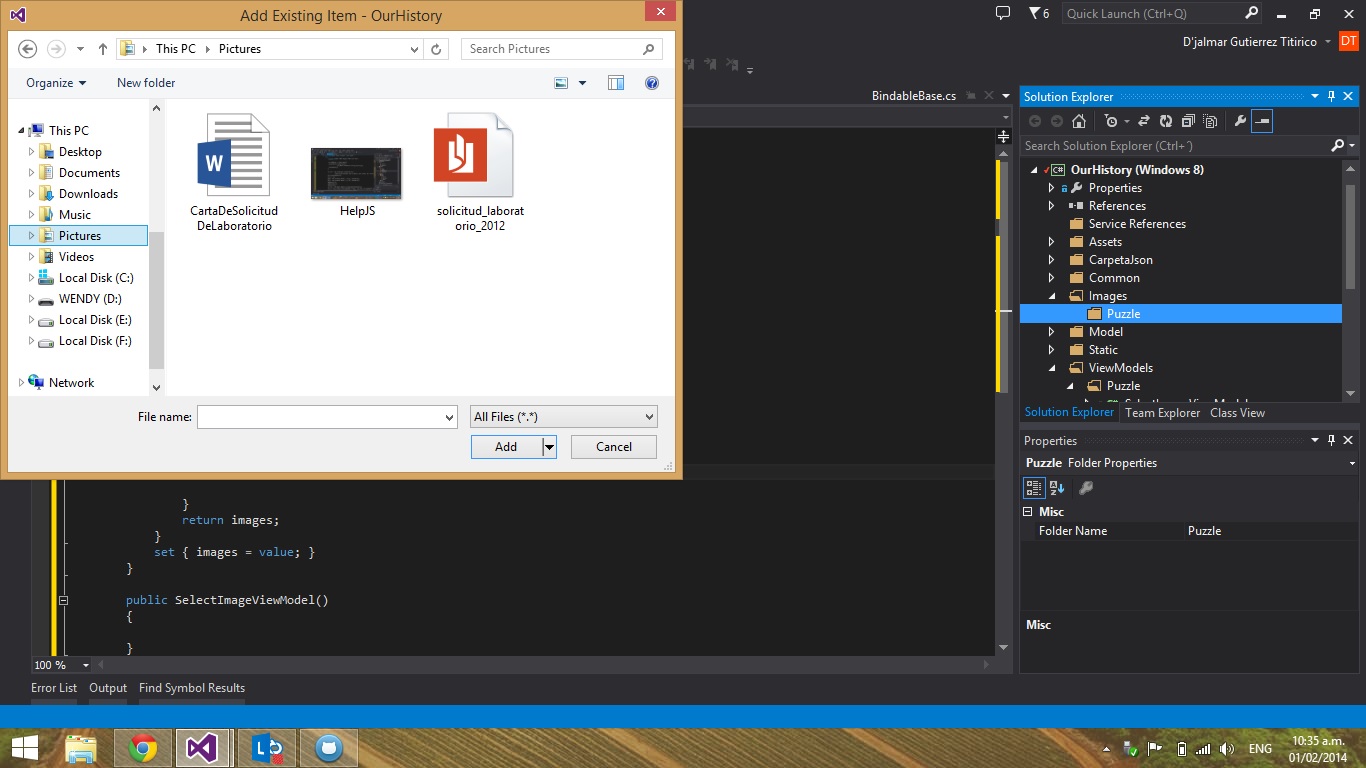 Add Existing Item - OurHistory
This PC
Pictures
Search Pictures
Organize
New folder
This PC
Desktop
Documents
Downloads
Music
Pictures
Videos
Local Disk (C:)
WENDY (D:)
Local Disk (E:)
Local Disk (F:)
Network
W
CartaDeSolicitud
DeLaboratorio
HelpJS
solicitud_laborat
orio_2012
File name:
All Files (*.*)
Add
Cancel
6
Quick Launch (Ctrl+Q)
D'jalmar Gutierrez Titirico
DT
BindableBase.cs
}
return images;
}
set { images = value; }
}
public SelectImageViewModel()
{
}
100 %
Error List
Output
Find Symbol Results
Solution Explorer
Search Solution Explorer (Ctrl+´)
C# OurHistory (Windows 8)
Properties
References
Service References
Assets
CarpetaJson
Common
Images
Puzzle
Model
Static
ViewModels
Puzzle
Solution Explorer
Team Explorer
Class View
Properties
Puzzle Folder Properties
Misc
Folder Name
Puzzle
Misc
ENG
10:35 a.m.
01/02/2014